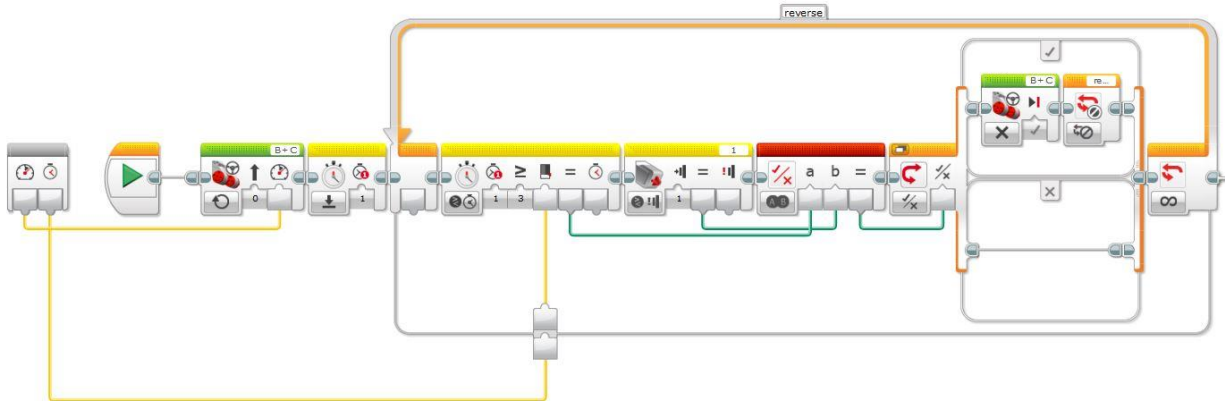 reverse
B+C
re...
B+C
1
0
1
1
3
=
1
=
a
b
=